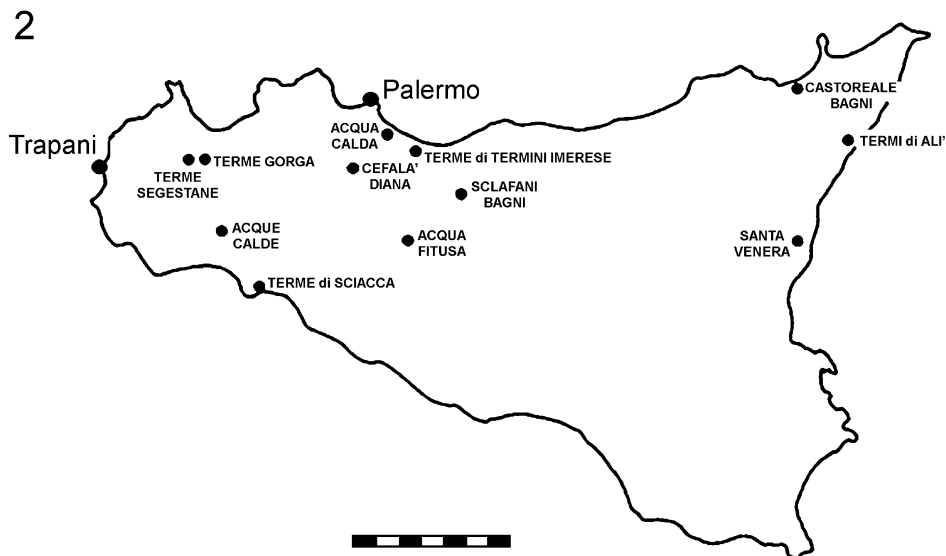 2
Palermo
Trapani
CASTOREALE
BAGNI
ACQUA
CALDA
TERMI di ALI'
TERME di TERMINI IMERESE
TERME GORGA
TERME
SEGESTANE
CEFALA'
DIANA
SCLAFANI
BAGNI
ACQUE
CALDE
ACQUA
FITUSA
SANTA
VENERA
TERME di SCIACCA